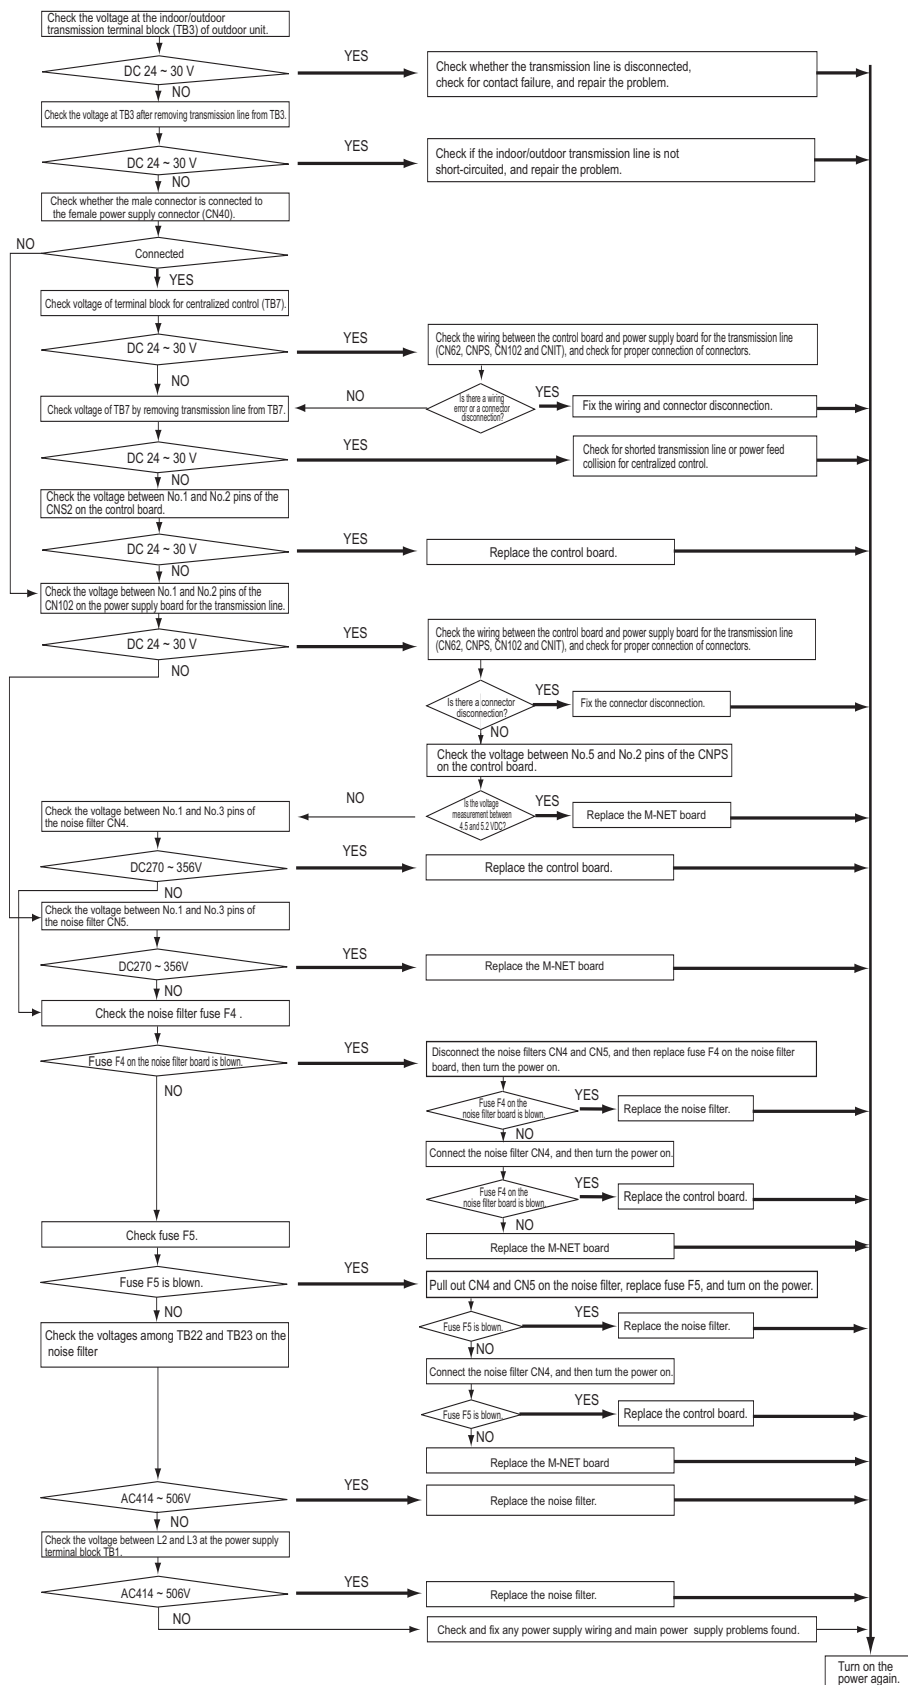 Check the voltage at the indoor/outdoor
transmission terminal block (TB3) of outdoor unit.
DC 24 ~ 30 V
YES
Check whether the transmission line is disconnected,
check for contact failure, and repair the problem.
NO
Check the voltage at TB3 after removing transmission line from TB3.
DC 24 ~ 30 V
YES
Check if the indoor/outdoor transmission line is not
short-circuited, and repair the problem.
NO
Check whether the male connector is connected to
the female power supply connector (CN40).
NO
Connected
YES
Check voltage of terminal block for centralized control (TB7).
DC 24 ~ 30 V
YES
Check the wiring between the control board and power supply board for the transmission line
(CN62, CNPS, CN102 and CNIT), and check for proper connection of connectors.
NO
Is there a wiring
error or a connector
disconnection?
YES
Fix the wiring and connector disconnection.
NO
Check voltage of TB7 by removing transmission line from TB7.
DC 24 ~ 30 V
YES
Check for shorted transmission line or power feed
collision for centralized control.
NO
Check the voltage between No.1 and No.2 pins of the
CNS2 on the control board.
DC 24 ~ 30 V
YES
Replace the control board.
NO
Check the voltage between No.1 and No.2 pins of the
CN102 on the power supply board for the transmission line.
DC 24 ~ 30 V
YES
Check the wiring between the control board and power supply board for the transmission line
(CN62, CNPS, CN102 and CNIT), and check for proper connection of connectors.
NO
Is there a connector
disconnection?
YES
Fix the connector disconnection.
NO
Check the voltage between No.5 and No.2 pins of the CNPS
on the control board.
Is the voltage
measurement between
4.5 and 5.2 VDC?
YES
Replace the M-NET board
NO
Check the voltage between No.1 and No.3 pins of
the noise filter CN4.
DC270 ~ 356V
YES
Replace the control board.
NO
Check the voltage between No.1 and No.3 pins of
the noise filter CN5.
DC270 ~ 356V
YES
Replace the M-NET board
NO
Check the noise filter fuse F4 .
Fuse F4 on the noise filter board is blown.
YES
Disconnect the noise filters CN4 and CN5, and then replace fuse F4 on the noise filter
board, then turn the power on.
NO
Fuse F4 on the
noise filter board is blown.
YES
Replace the noise filter.
NO
Connect the noise filter CN4, and then turn the power on.
Fuse F4 on the
noise filter board is blown.
YES
Replace the control board.
NO
Replace the M-NET board
Check fuse F5.
Fuse F5 is blown.
YES
Pull out CN4 and CN5 on the noise filter, replace fuse F5, and turn on the power.
NO
Fuse F5 is blown.
YES
Replace the noise filter.
NO
Connect the noise filter CN4, and then turn the power on.
Fuse F5 is blown.
YES
Replace the control board.
NO
Replace the M-NET board
Check the voltages among TB22 and TB23 on the
noise filter
AC414 ~ 506V
YES
Replace the noise filter.
NO
Check the voltage between L2 and L3 at the power supply
terminal block TB1.
AC414 ~ 506V
YES
Replace the noise filter.
NO
Check and fix any power supply wiring and main power supply problems found.
Turn on the
power again.